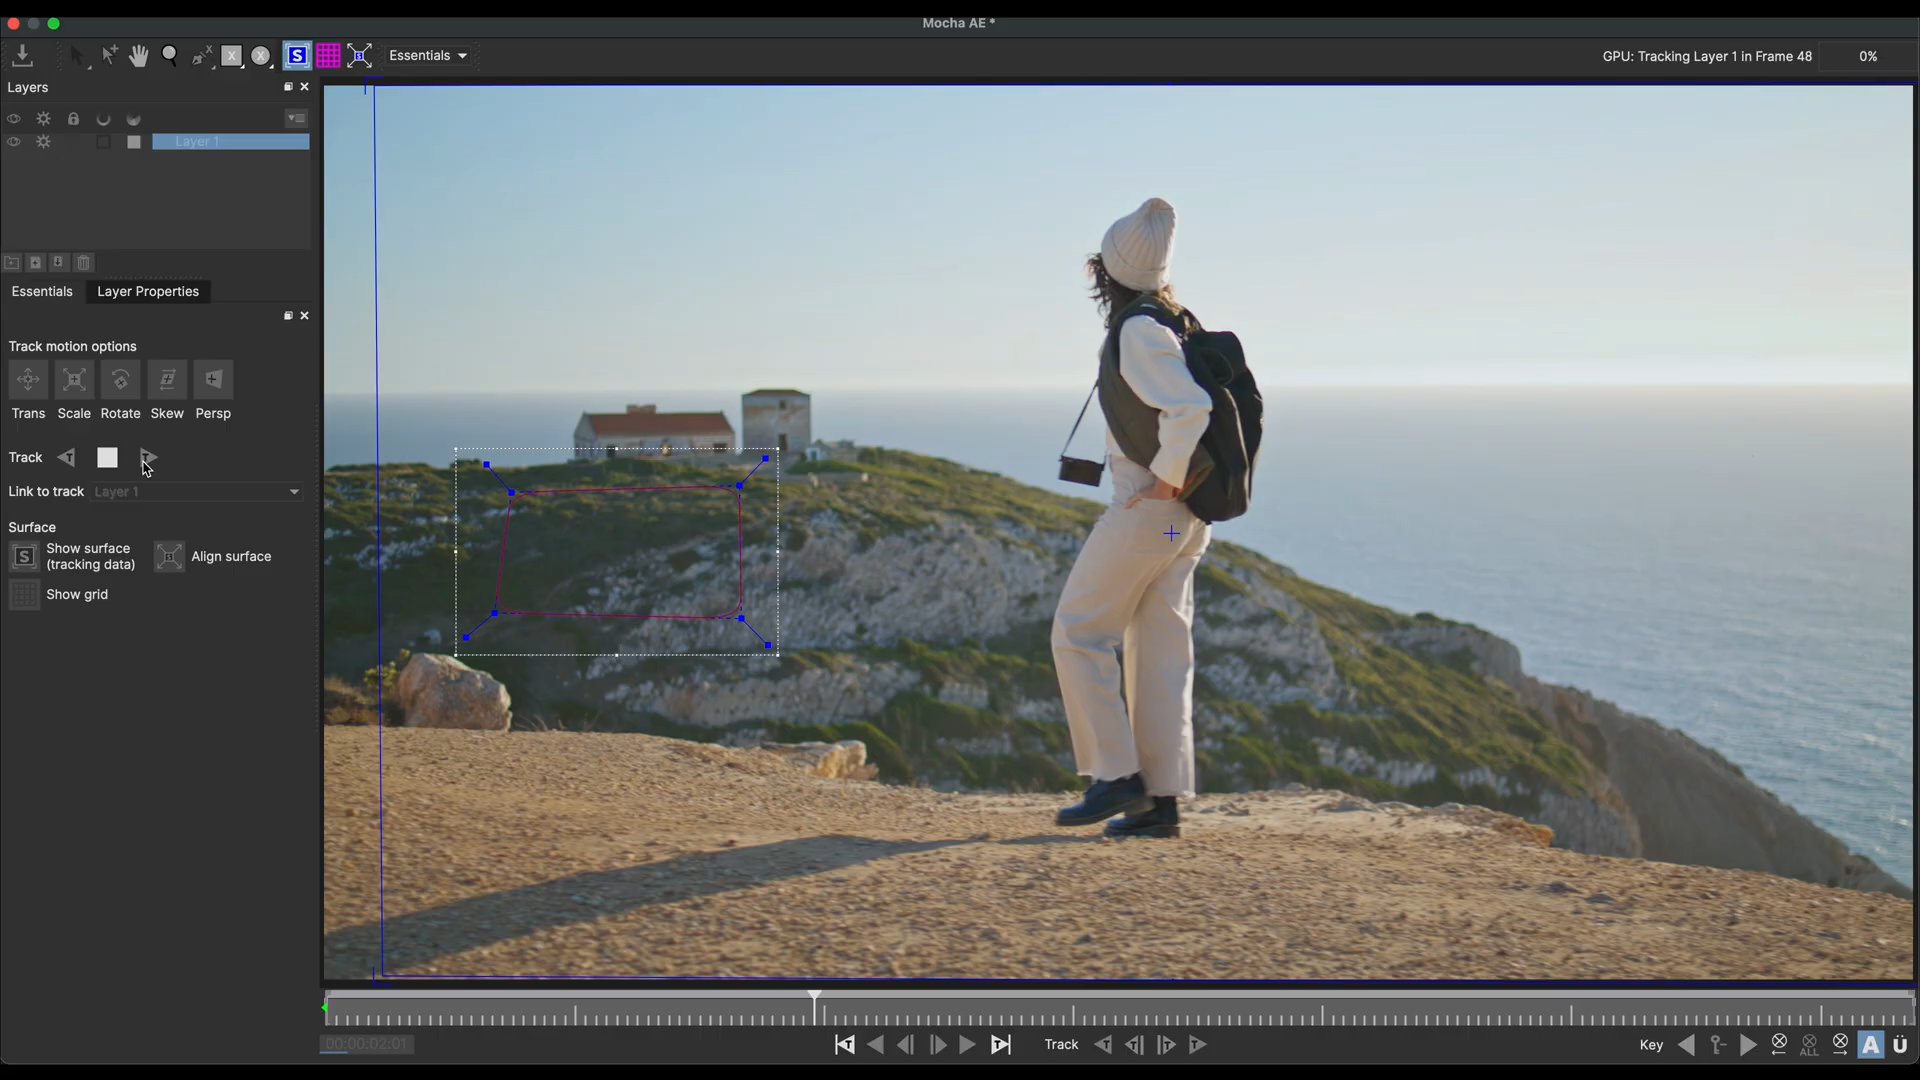 Mocha AE *
Essentials
GPU: Tracking Layer 1 in Frame 48
0%
Layers
Layer 1
Essentials
Layer Properties
Track motion options
Trans
Scale
Rotate
Skew
Persp
Track
Link to track
Layer 1
Surface
Show surface
(tracking data)
Align surface
Show grid
00:00:02:01
Track
Key
ALL
A
Ü